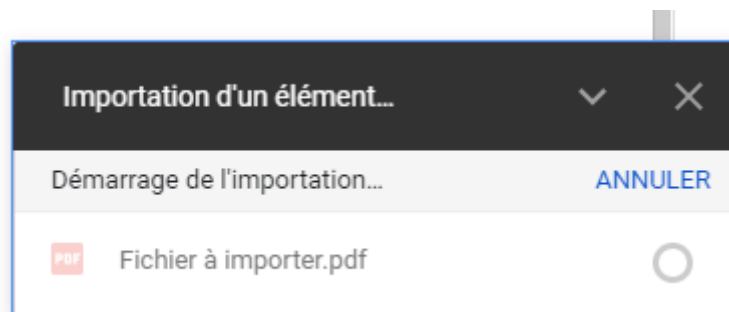 Importation d'un élément...
Démarrage de l'importation...
ANNULER
PDF
Fichier à importer.pdf